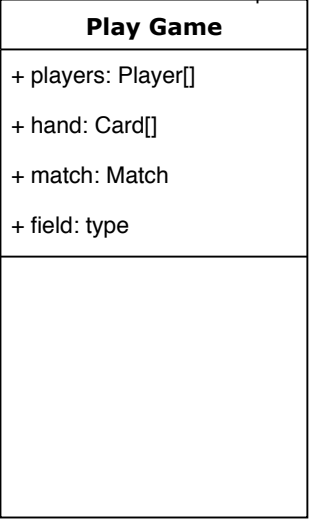 Play Game
+ players: Player[]
+ hand: Card[]
+ match: Match
+ field: type